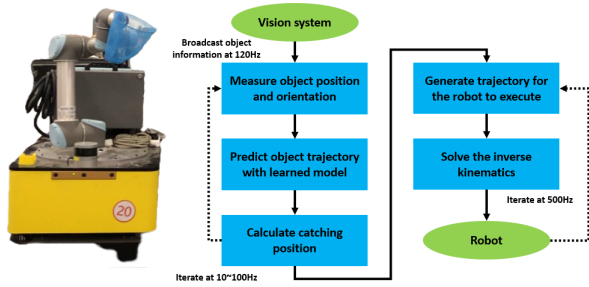 20
Vision system
Broadcast object
information at 120Hz
Measure object position
and orientation
Predict object trajectory
with learned model
Calculate catching
position
Iterate at 10~100Hz
Generate trajectory for
the robot to execute
Solve the inverse
kinematics
Iterate at 500Hz
Robot